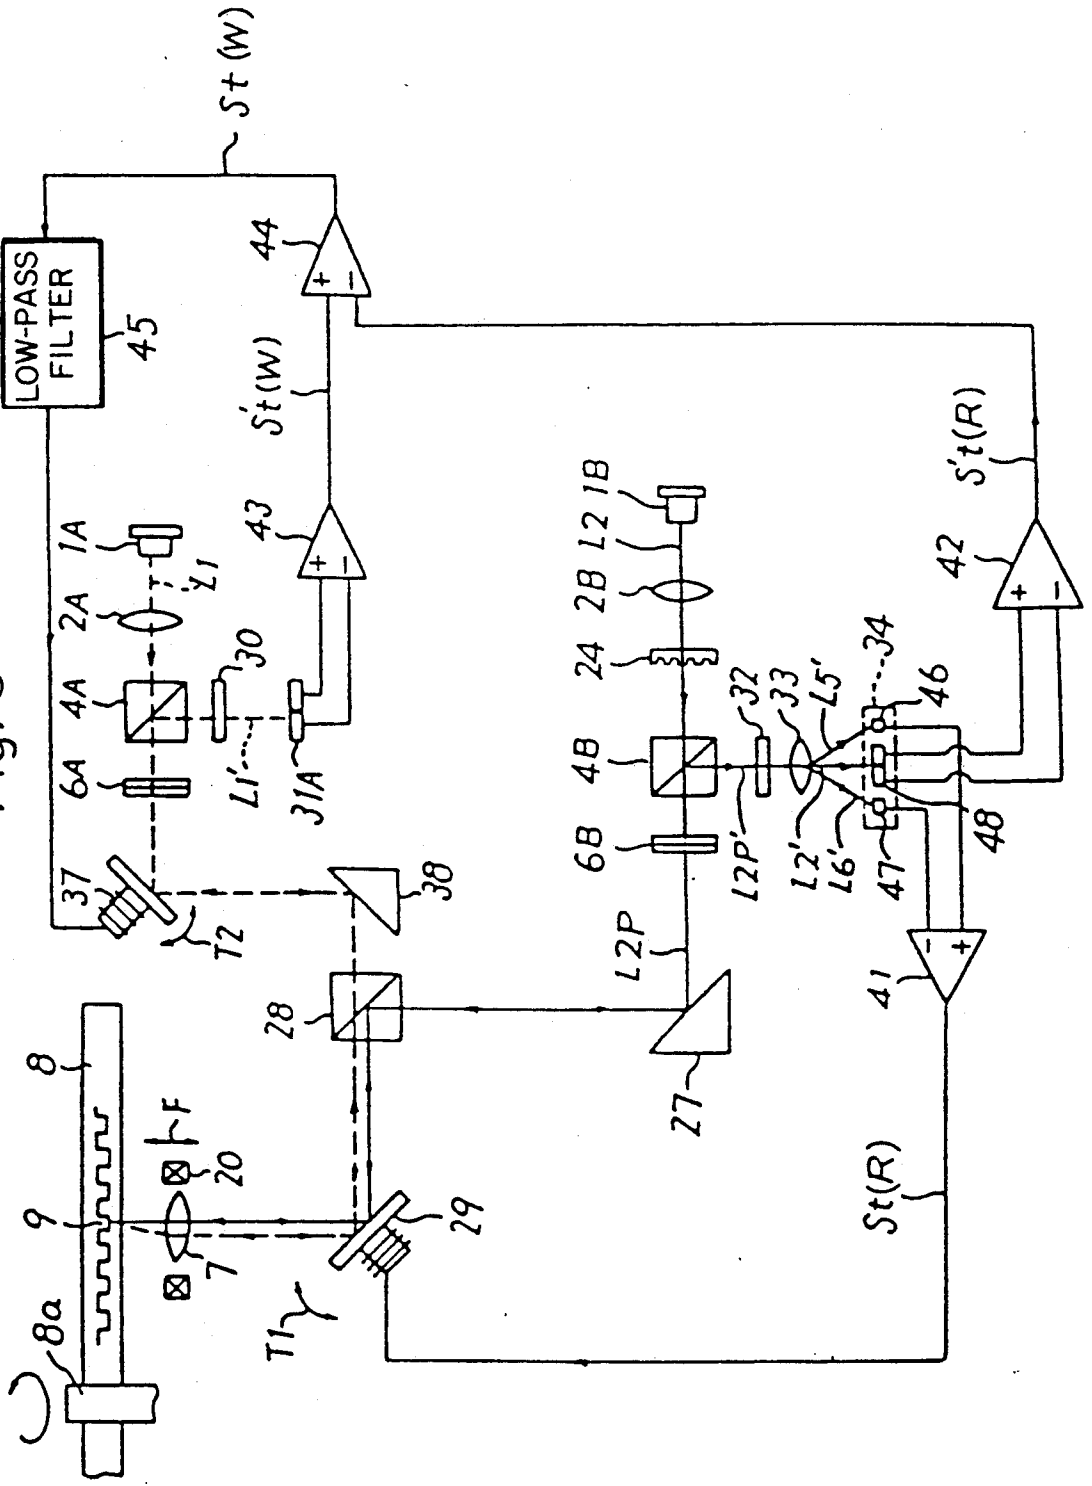 St(W)
LOW-PASS
FILTER
45
44
S't(W)
1A
L1
2A
43
4A
30
L1'
31A
6A
37
T2
38
S't(R)
1B
L2
2B
24
42
34
32
33
L5'
46
4B
6B
L2P'
L2'
L6'
47
48
L2P
28
41
27
8
9
F
20
7
29
T1
St(R)
8a